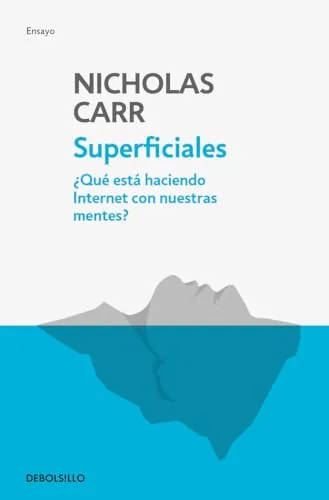 Ensayo
NICHOLAS
CARR
Superficiales
¿Qué está haciendo
Internet con nuestras
mentes?
DEBOLSILLO